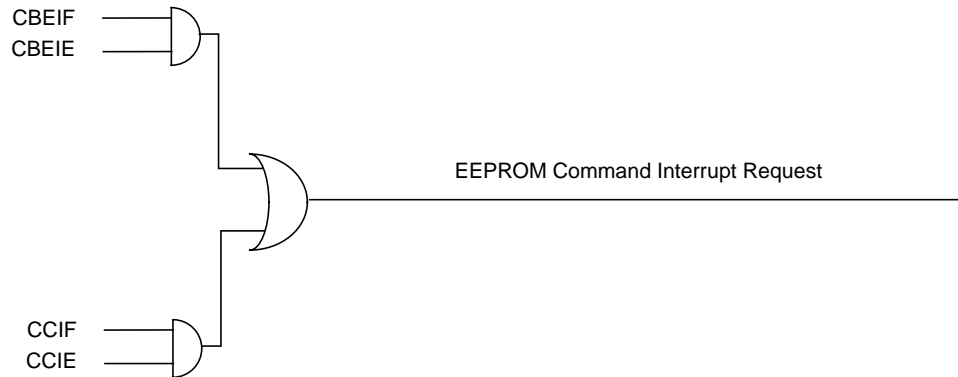 CBEIF
CBEIE
EEPROM Command Interrupt Request
CCIF
CCIE